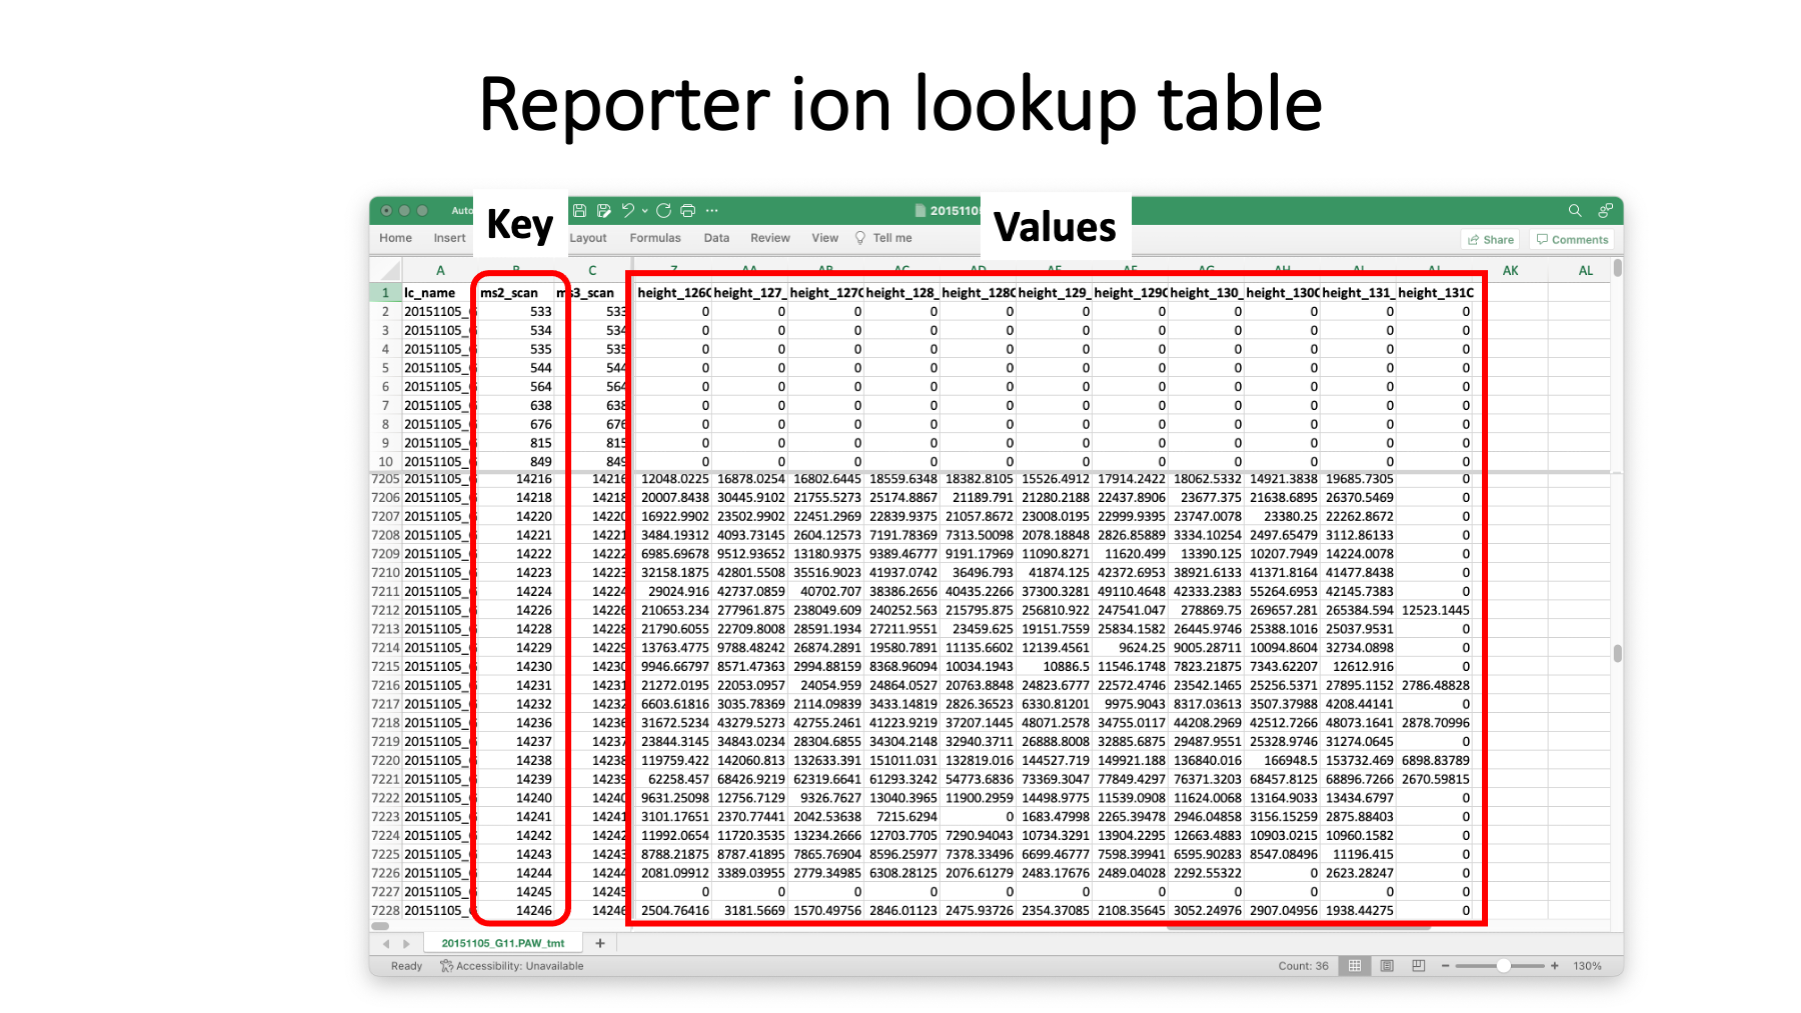 Reporter ion lookup table
Key
Values
Auto
2015110
Home Insert Layout Formulas Data Review View Tell me Share Comments
A C AK AL
1 lc_name ms2_scan ms3_scan height_126C height_127_ height_127C height_128_ height_128C height_129_ height_129C height_130_ height_130C height_131_ height_131C
2 20151105_ 533 533 0 0 0 0 0 0 0 0 0 0 0
3 20151105_ 534 534 0 0 0 0 0 0 0 0 0 0 0
4 20151105_ 535 535 0 0 0 0 0 0 0 0 0 0 0
5 20151105_ 544 544 0 0 0 0 0 0 0 0 0 0 0
6 20151105_ 564 564 0 0 0 0 0 0 0 0 0 0 0
7 20151105_ 638 638 0 0 0 0 0 0 0 0 0 0 0
8 20151105_ 676 676 0 0 0 0 0 0 0 0 0 0 0
9 20151105_ 815 815 0 0 0 0 0 0 0 0 0 0 0
10 20151105_ 849 849 0 0 0 0 0 0 0 0 0 0 0
7205 20151105_ 14216 14216 12048.0225 16878.0254 16802.6445 18559.6348 18382.8105 15526.4912 17914.2422 18062.5332 14921.3838 19685.7305 0
7206 20151105_ 14218 14218 20007.8438 30445.9102 21755.5273 25174.8867 21189.791 21280.2188 22437.8906 23677.375 21638.6895 26370.5469 0
7207 20151105_ 14220 14220 16922.9902 23502.9902 22451.2969 22839.9375 21057.8672 23008.0195 22999.9395 23747.0078 23380.25 22262.8672 0
7208 20151105_ 14221 14221 3484.19312 4093.73145 2604.12573 7191.78369 7313.50098 2078.18848 2826.85889 3334.10254 2497.65479 3112.86133 0
7209 20151105_ 14222 14222 6985.69678 9512.93652 13180.9375 9389.46777 9191.17969 11090.8271 11620.499 13390.125 10207.7949 14224.0078 0
7210 20151105_ 14223 14223 32158.1875 42801.5508 35516.9023 41937.0742 36496.793 41874.125 42372.6953 38921.6133 41371.8164 41477.8438 0
7211 20151105_ 14224 14224 29024.916 42737.0859 40702.707 38386.2656 40435.2266 37300.3281 49110.4648 42333.2383 55264.6953 42145.7383 0
7212 20151105_ 14226 14226 210653.234 277961.875 238049.609 240252.563 215795.875 256810.922 247541.047 278869.75 269657.281 265384.594 12523.1445
7213 20151105_ 14228 14228 21790.6055 22709.8008 28591.1934 27211.9551 23459.625 19151.7559 25834.1582 26445.9746 25388.1016 25037.9531 0
7214 20151105_ 14229 14229 13763.4775 9788.48242 26874.2891 19580.7891 11135.6602 12139.4561 9624.25 9005.28711 10094.8604 32734.0898 0
7215 20151105_ 14230 14230 9946.66797 8571.47363 2994.88159 8368.96094 10034.1943 10886.5 11546.1748 7823.21875 7343.62207 12612.916 0
7216 20151105_ 14231 14231 21272.0195 22053.0957 24054.959 24864.0527 20763.8848 24823.6777 22572.4746 23542.1465 25256.5371 27895.1152 2786.48828
7217 20151105_ 14232 14232 6603.61816 3035.78369 2114.09839 3433.14819 2826.36523 6330.81201 9975.9043 8317.03613 3507.37988 4208.44141 0
7218 20151105_ 14236 14236 31672.5234 43279.5273 42755.2461 41223.9219 37207.1445 48071.2578 34755.0117 44208.2969 42512.7266 48073.1641 2878.70996
7219 20151105_ 14237 14237 23844.3145 34843.0234 28304.6855 34304.2148 32940.3711 26888.8008 32885.6875 29487.9551 25328.9746 31274.0645 0
7220 20151105_ 14238 14238 119759.422 142060.813 132633.391 151011.031 132819.016 144527.719 149921.188 136840.016 166948.5 153732.469 6898.83789
7221 20151105_ 14239 14239 62258.457 68426.9219 62319.6641 61293.3242 54773.6836 73369.3047 77849.4297 76371.3203 68457.8125 68896.7266 2670.59815
7222 20151105_ 14240 14240 9631.25098 12756.7129 9326.7627 13040.3965 11900.2959 14498.9775 11539.0908 11624.0068 13164.9033 13434.6797 0
7223 20151105_ 14241 14241 3101.17651 2370.77441 2042.53638 7215.6294 0 1683.47998 2265.39478 2946.04858 3156.15259 2875.88403 0
7224 20151105_ 14242 14242 11992.0654 11720.3535 13234.2666 12703.7705 7290.94043 10734.3291 13904.2295 12663.4883 10903.0215 10960.1582 0
7225 20151105_ 14243 14243 8788.21875 8787.41895 7865.76904 8596.25977 7378.33496 6699.46777 7598.39941 6595.90283 8547.08496 11196.415 0
7226 20151105_ 14244 14244 2081.09912 3389.03955 2779.34985 6308.28125 2076.61279 2483.17676 2489.04028 2292.55322 0 2623.28247 0
7227 20151105_ 14245 14245 0 0 0 0 0 0 0 0 0 0 0
7228 20151105_ 14246 14246 2504.76416 3181.5669 1570.49756 2846.01123 2475.93726 2354.37085 2108.35645 3052.24976 2907.04956 1938.44275 0
20151105_G11.PAW_tmt +
Ready Accessibility: Unavailable Count: 36 130%